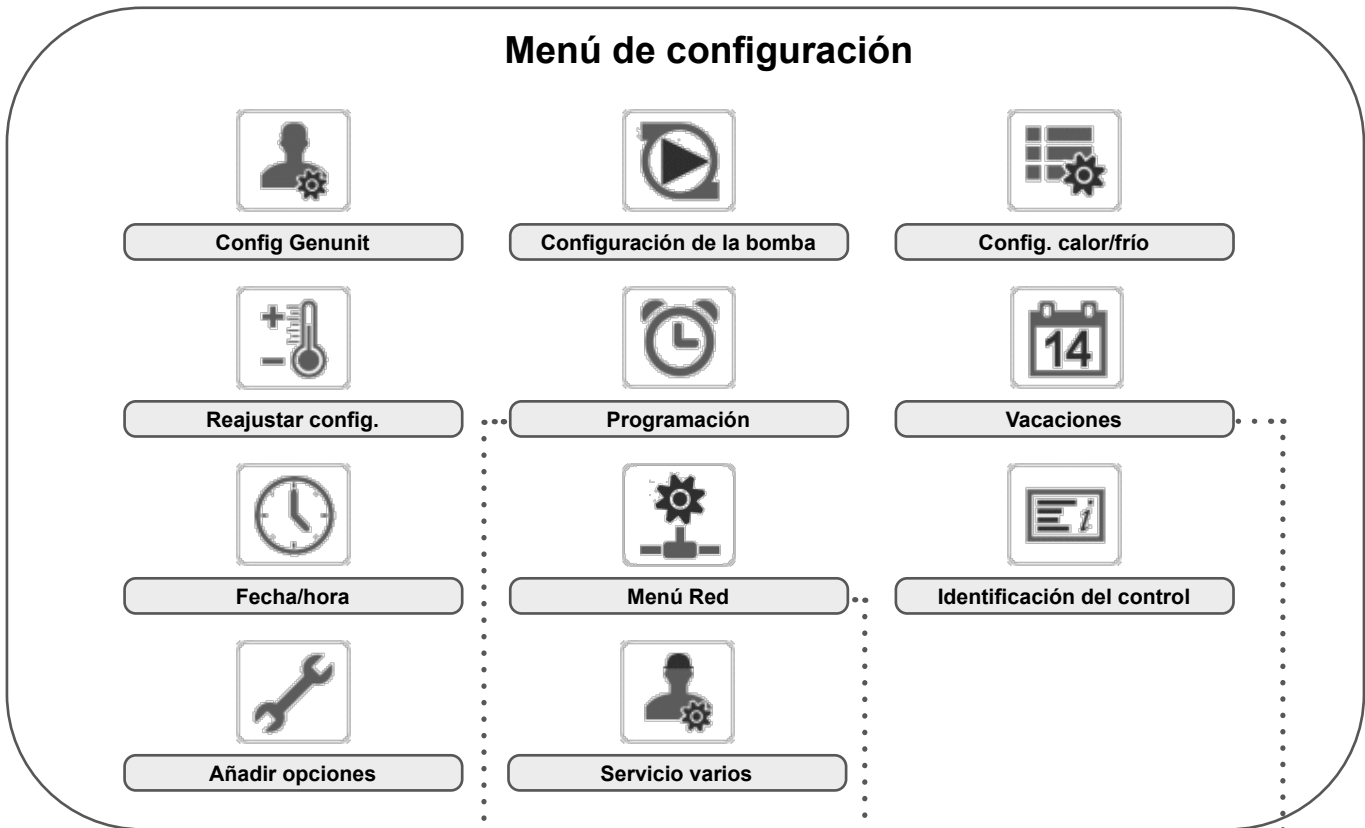 Menú de configuración
Config Genunit
Configuración de la bomba
Config. calor/frío
14
Reajustar config.
Programación
Vacaciones
i
Fecha/hora
Menú Red
Identificación del control
Añadir opciones
Servicio varios